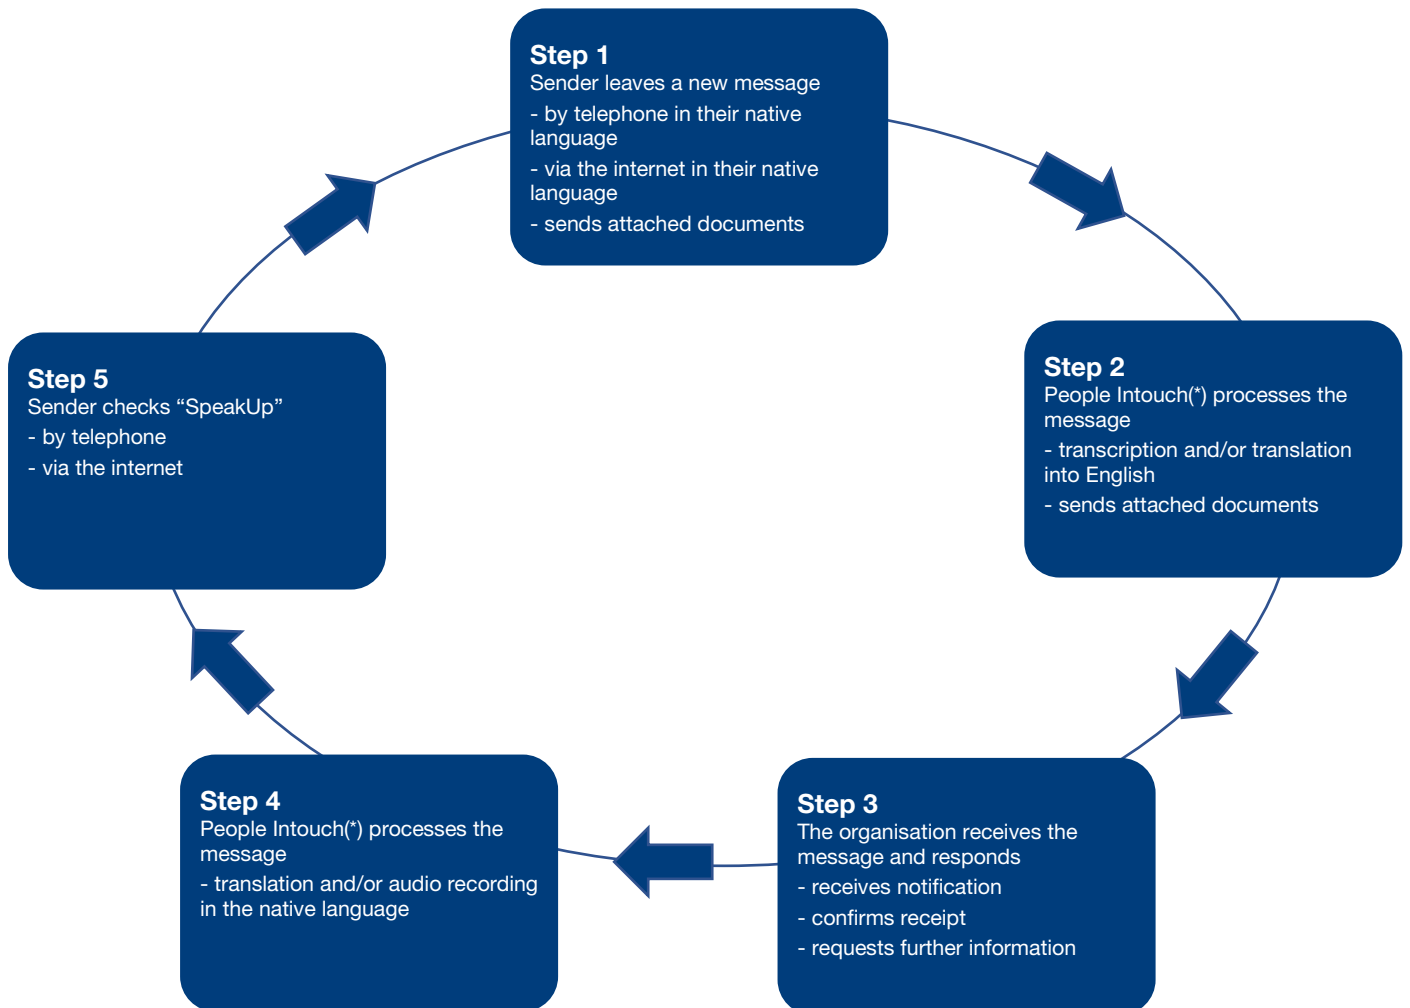 Step 1
Sender leaves a new message
- by telephone in their native
language
- via the internet in their native
language
- sends attached documents
Step 2
People Intouch(*) processes the
message
- transcription and/or translation
into English
- sends attached documents
Step 3
The organisation receives the
message and responds
- receives notification
- confirms receipt
- requests further information
Step 4
People Intouch(*) processes the
message
- translation and/or audio recording
in the native language
Step 5
Sender checks “SpeakUp”
- by telephone
- via the internet